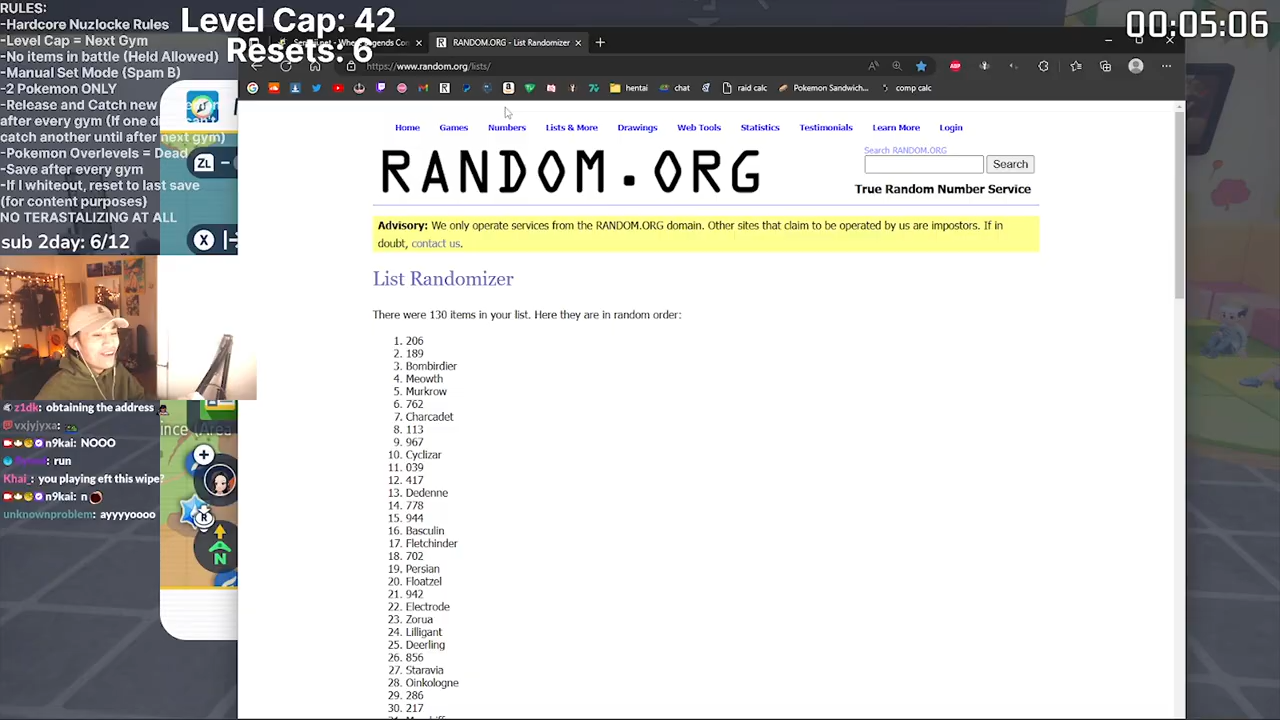 RULES:
-Hardcore Nuzlocke Rules
-Level Cap = Next Gym
-No items in battle (Held Allowed)
-Manual Set Mode (Spam B)
-2 Pokemon ONLY
-Release and Catch new
after every gym (If one d
catch another until after next gym)
-Pokemon Overlevels = Dead
-Save after every gym
-If I whiteout, reset to last save
(for content purposes)
NO TERASTALIZING AT ALL
sub 2day: 6/12
Level Cap: 42
Resets: 6
00:05:06
RANDOM.ORG - List Randomizer
https://www.random.org/lists/
hentai
chat
raid calc
Pokemon Sandwich...
comp calc
Home Games Numbers Lists & More Drawings Web Tools Statistics Testimonials Learn More Login
RANDOM.ORG
Search RANDOM.ORG
Search
True Random Number Service
Advisory: We only operate services from the RANDOM.ORG domain. Other sites that claim to be operated by us are impostors. If in
doubt, contact us.
List Randomizer
There were 130 items in your list. Here they are in random order:
1. 206
2. 189
3. Bombirdier
4. Meowth
5. Murkrow
6. 762
7. Charcadet
8. 113
9. 967
10. Cyclizar
11. 039
12. 417
13. Dedenne
14. 778
15. 944
16. Basculin
17. Fletchinder
18. 702
19. Persian
20. Floatzel
21. 942
22. Electrode
23. Zorua
24. Lilligant
25. Deerling
26. 856
27. Staravia
28. Oinkologne
29. 286
30. 217
ZL
X
z1dk: obtaining the address
vxjyjyxa:
n9kai: NOOO
run
Khai_: you playing eft this wipe?
n9kai: n
unknownproblem: ayyyyoooo
ince (Area
R
N